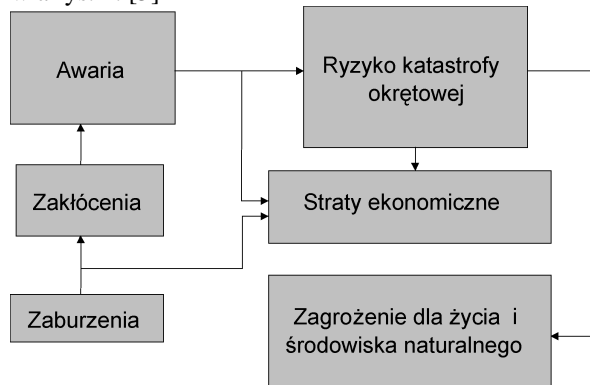 Awaria
Ryzyko katastrofy
okrętowej
Zakłócenia
Straty ekonomiczne
Zaburzenia
Zagrożenie dla życia i
środowiska naturalnego